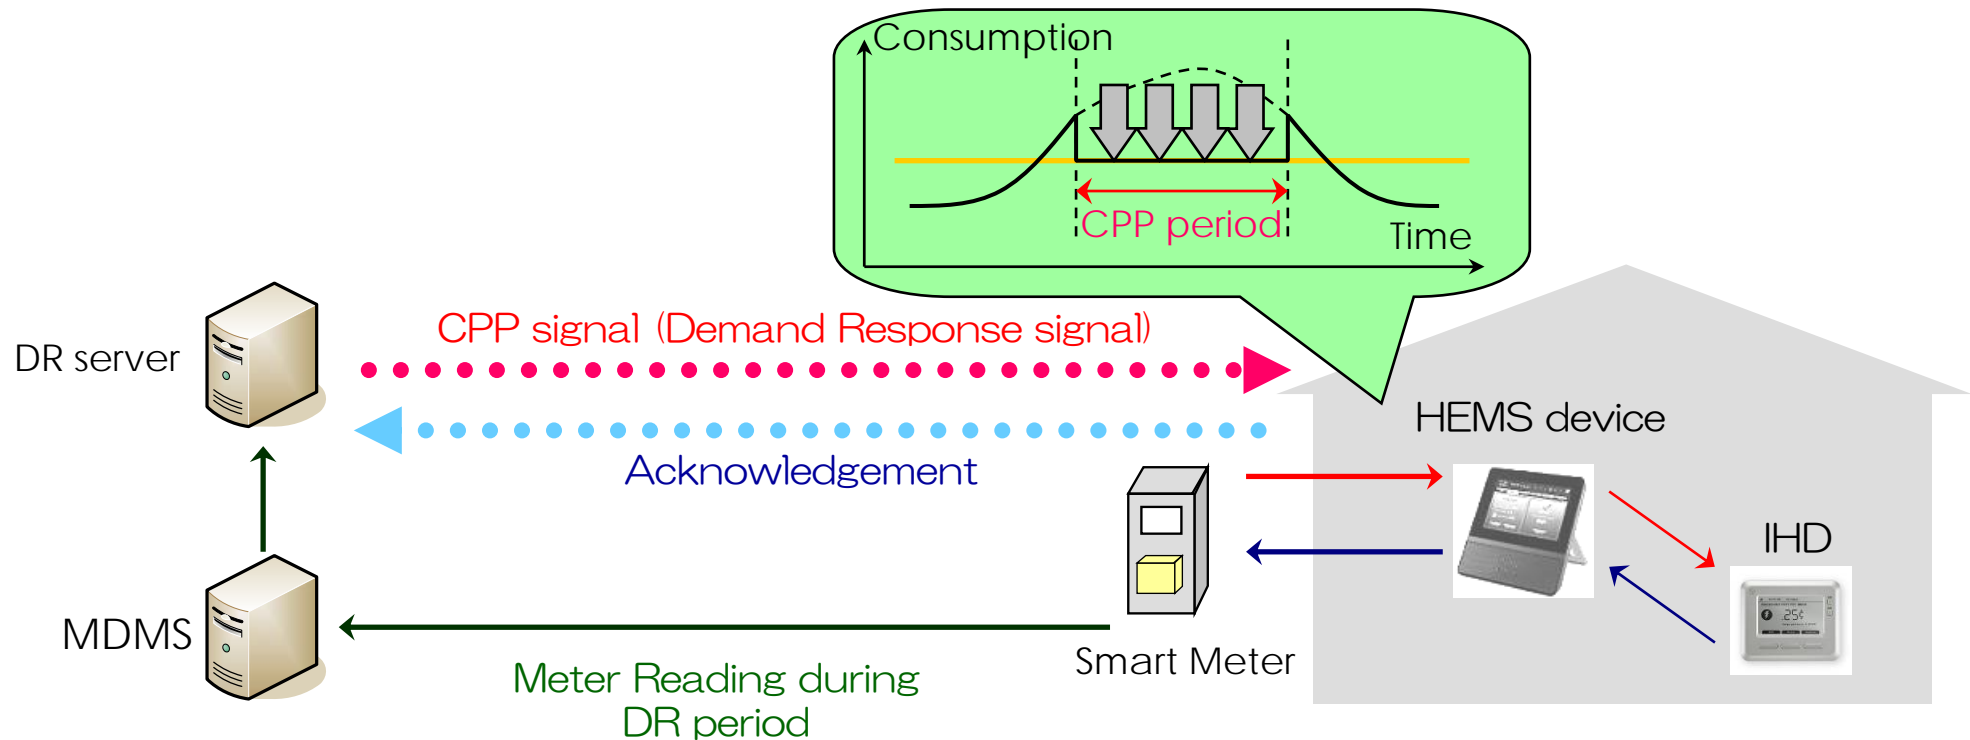 Consumption
CPP period
Time
CPP signal (Demand Response signal)
DR server
HEMS device
Acknowledgement
IHD
.25¢
MDMS
Smart Meter
Meter Reading during
DR period